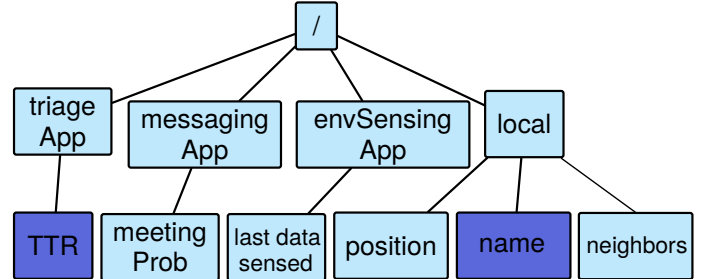 /
triage
App
messaging
App
envSensing
App
local
TTR
meeting
Prob
last data
sensed
position
name
neighbors